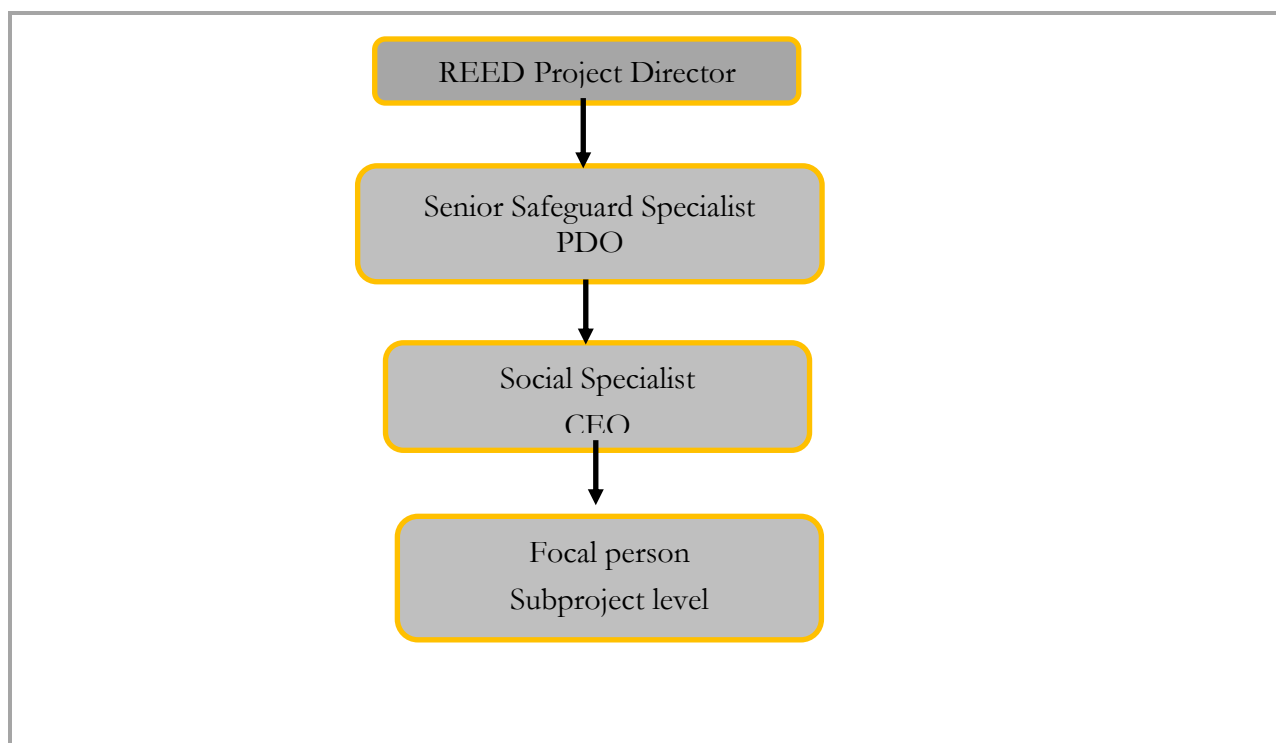 REED Project Director
Senior Safeguard Specialist
PDO
Social Specialist
CEO
Focal person
Subproject level